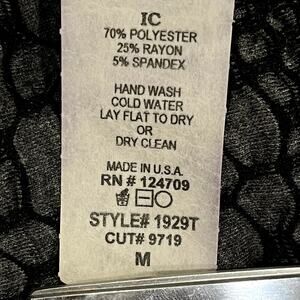 IC
70% POLYESTER
25% RAYON
5% SPANDEX
HAND WASH
COLD WATER
LAY FLAT TO DRY
OR
DRY CLEAN
MADE IN U.S.A.
RN # 124709
STYLE# 1929T
CUT# 9719
M